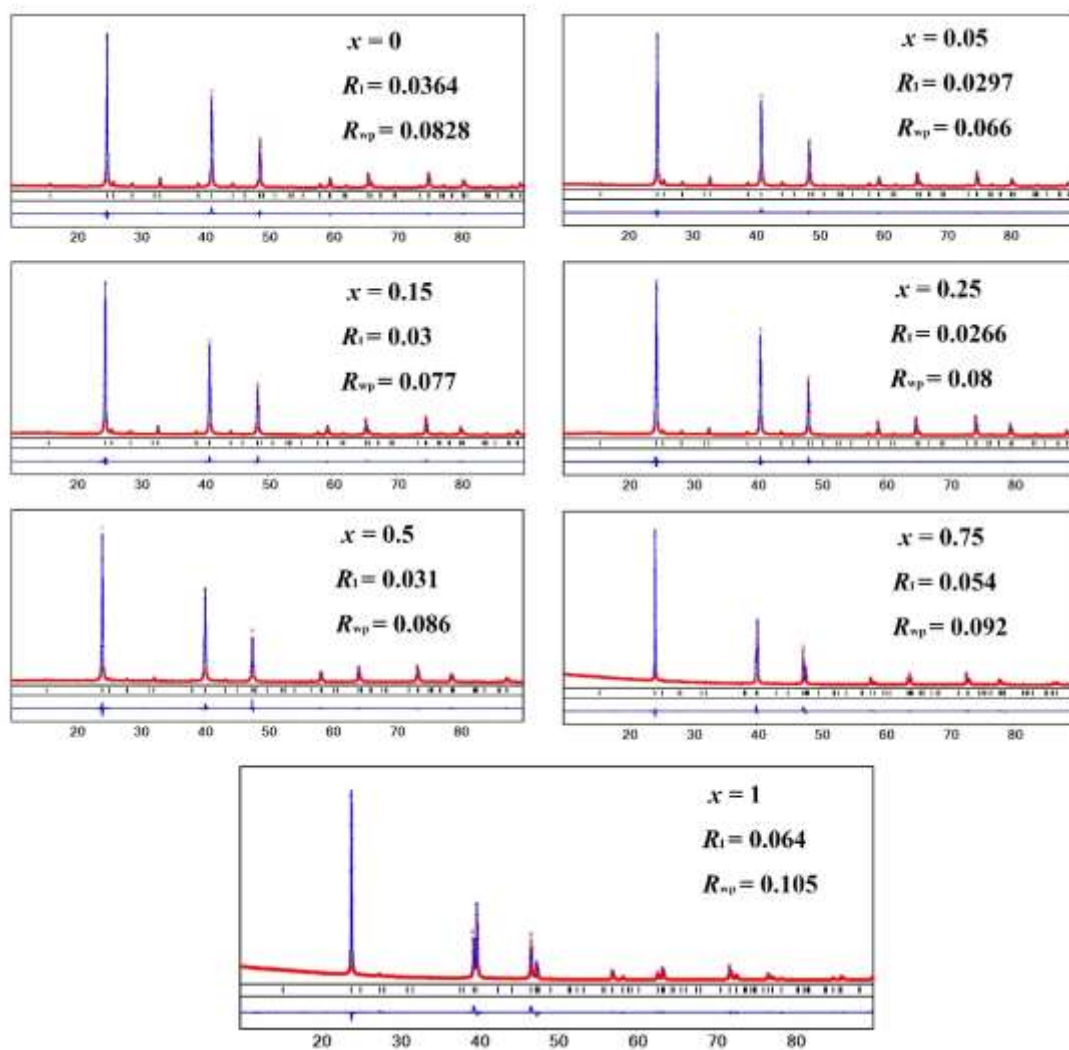 x = 0
R₁ = 0.0364
Rwp = 0.0828
20 30 40 50 60 70 80
x = 0.05
R₁ = 0.0297
Rwp = 0.066
20 30 40 50 60 70 80
x = 0.15
R₁ = 0.03
Rwp = 0.077
20 30 40 50 60 70 80
x = 0.25
R₁ = 0.0266
Rwp = 0.08
20 30 40 50 60 70 80
x = 0.5
R₁ = 0.031
Rwp = 0.086
20 30 40 50 60 70 80
x = 0.75
R₁ = 0.054
Rwp = 0.092
20 30 40 50 60 70 80
x = 1
R₁ = 0.064
Rwp = 0.105
20 30 40 50 60 70 80